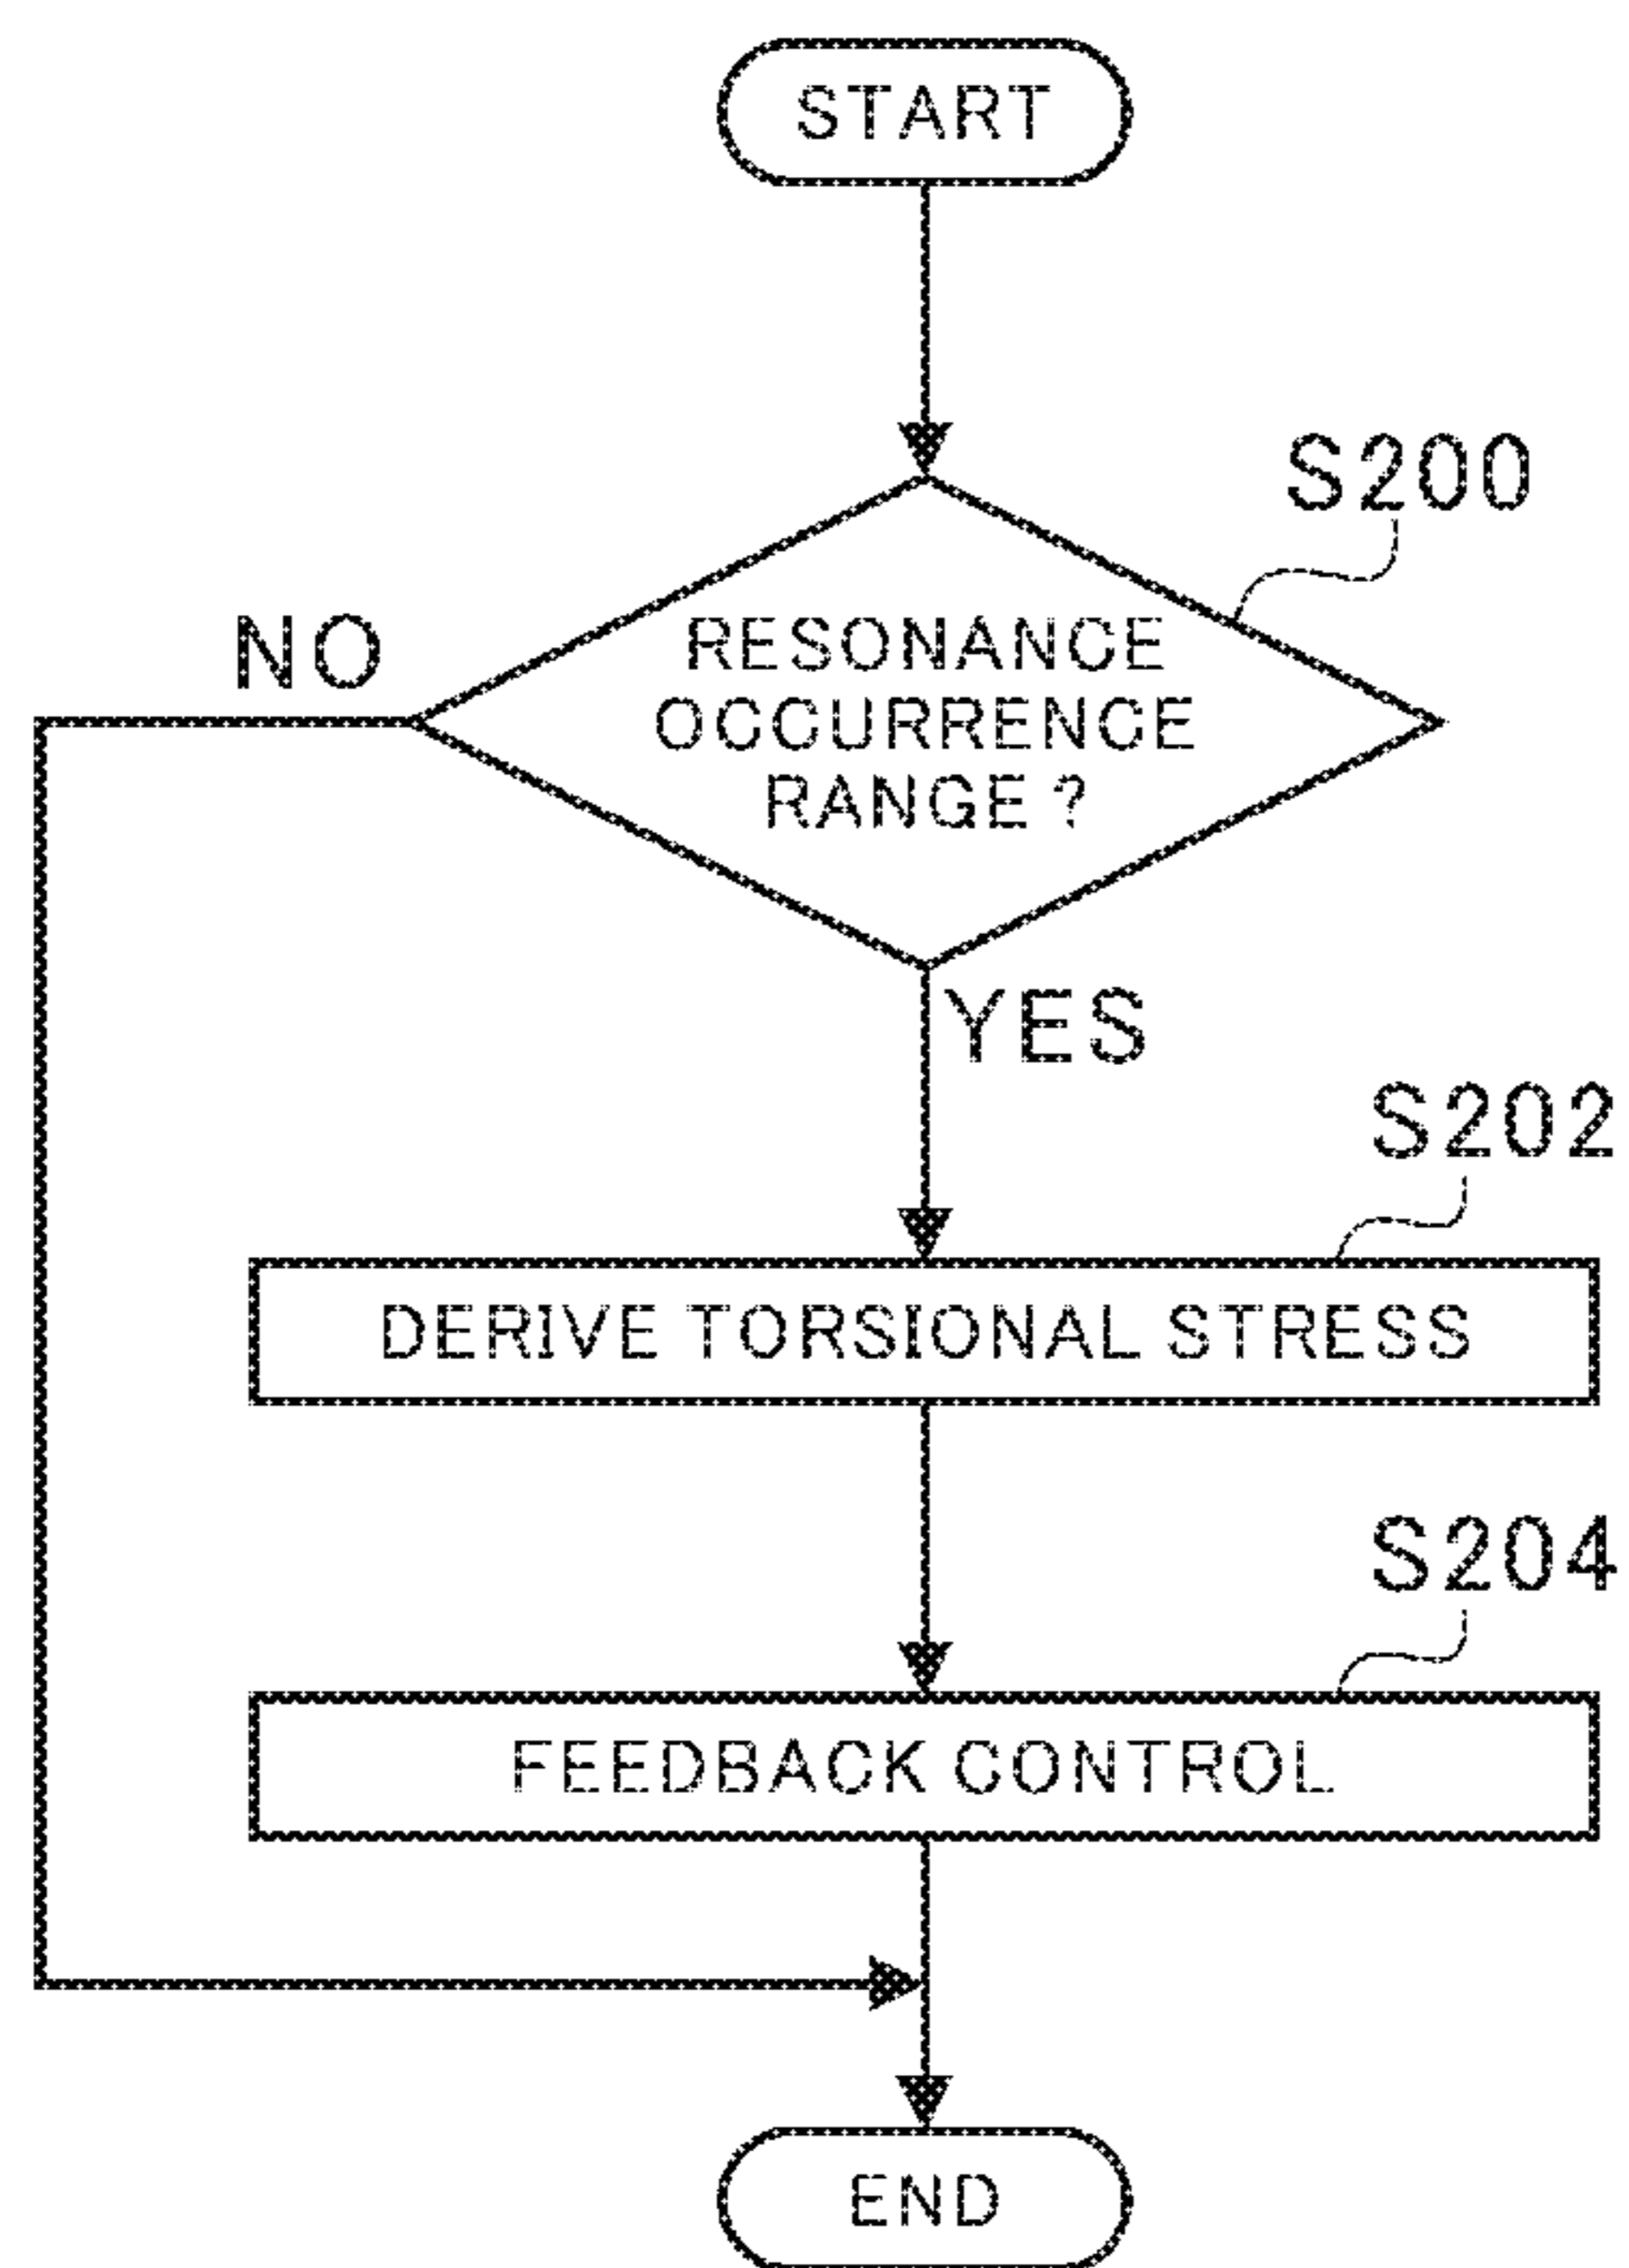 START
S200
NO
RESONANCE
OCCURRENCE
RANGE ?
YES
S202
DERIVE TORSIONAL STRESS
S204
FEEDBACK CONTROL
END